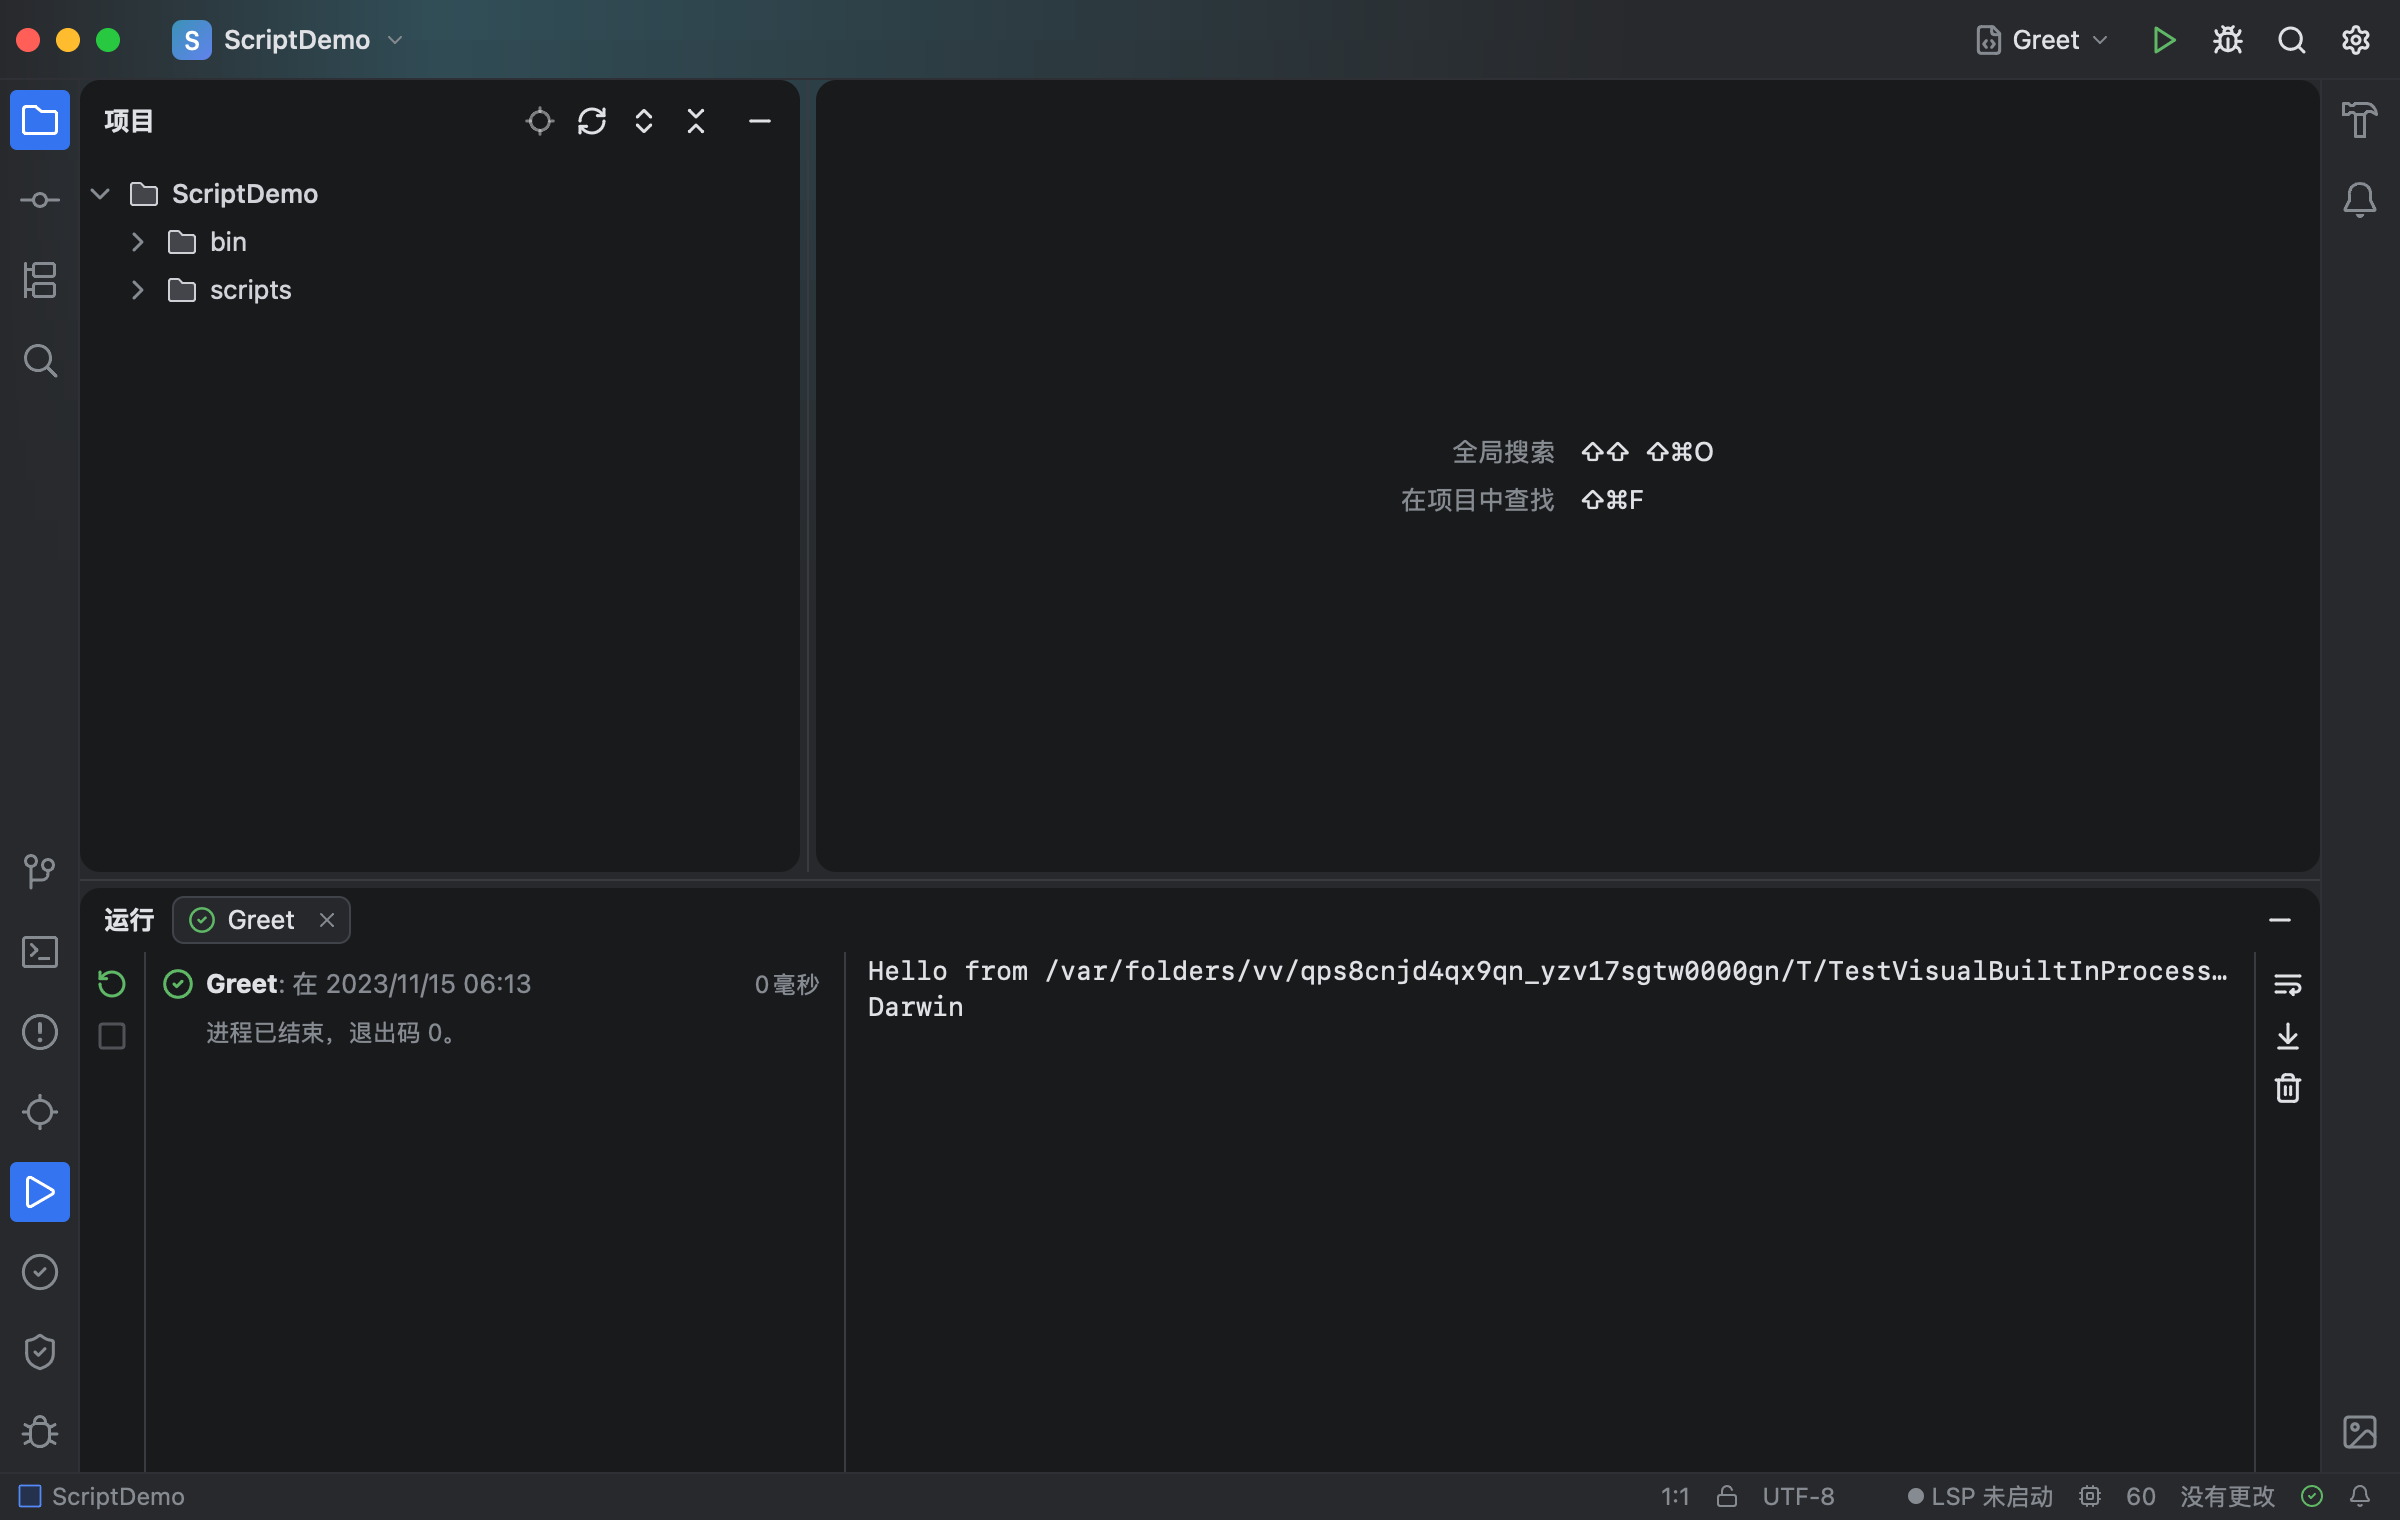 S ScriptDemo
Greet
项目
ScriptDemo
bin
scripts
全局搜索 ⇧⇧ ⇧⌘O
在项目中查找 ⇧⌘F
运行 Greet
Greet: 在 2023/11/15 06:13 0 毫秒
进程已结束，退出码 0。
Hello from /var/folders/vv/qps8cnjd4qx9qn_yzv17sgtw0000gn/T/TestVisualBuiltInProcess…
Darwin
ScriptDemo
1:1 UTF-8 LSP 未启动 60 没有更改